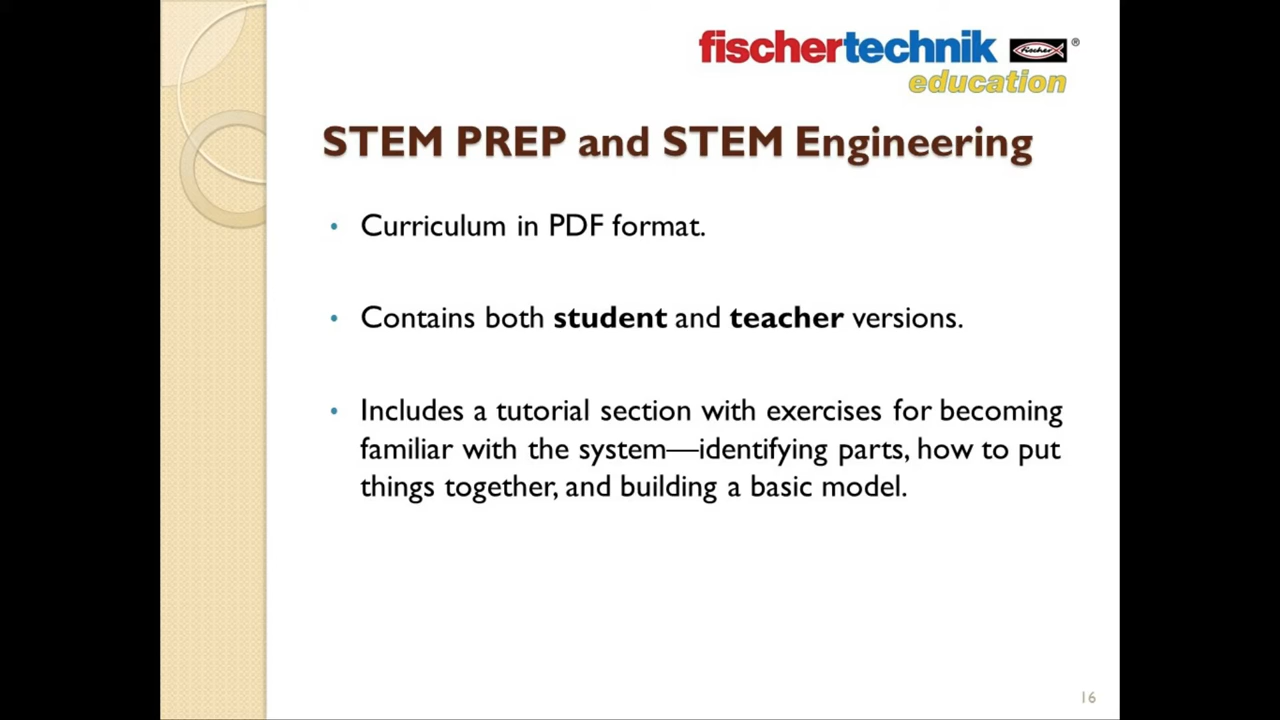 fischertechnik fischer ®
education
STEM PREP and STEM Engineering
• Curriculum in PDF format.
• Contains both student and teacher versions.
• Includes a tutorial section with exercises for becoming
familiar with the system—identifying parts, how to put
things together, and building a basic model.
16